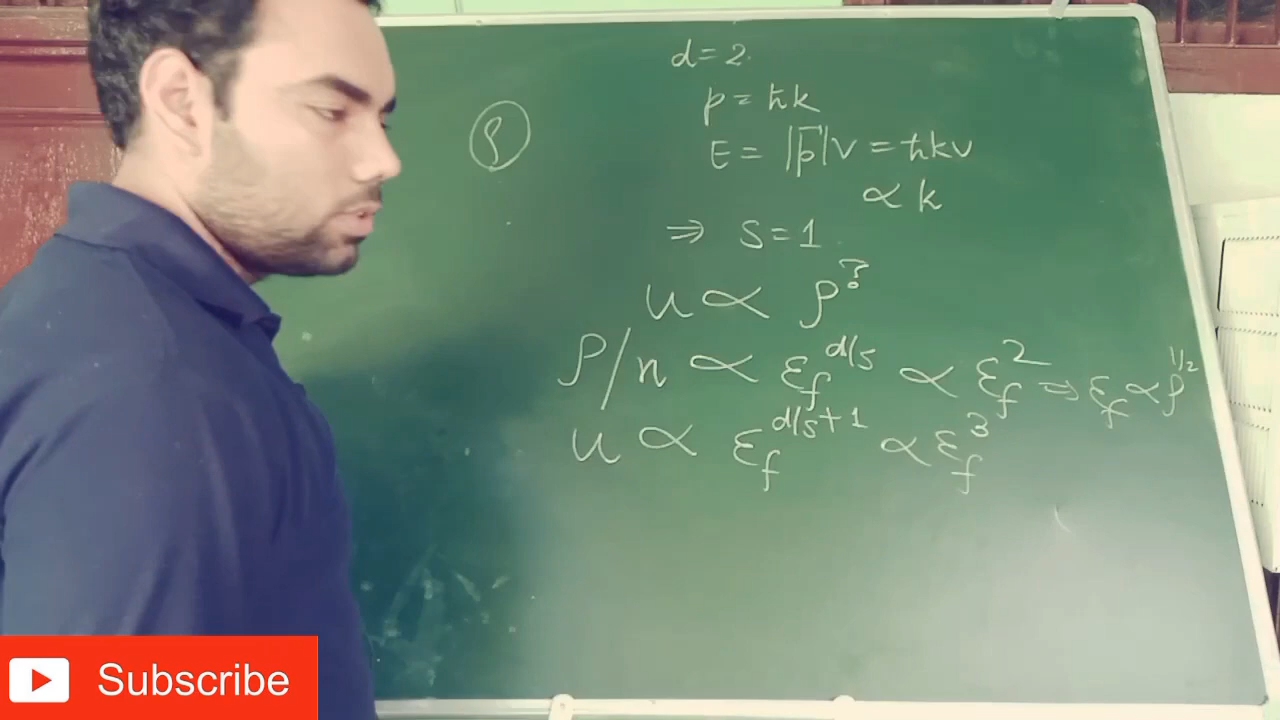 d = 2.
p = ħk
E = |p̄|v = ħkv
∝ k
⇒ S = 1
u ∝ ρ^?
ρ/n ∝ ε_f^{d/s} ∝ ε_f^2 ⇒ ε_f ∝ ρ^{1/2}
u ∝ ε_f^{d/s+1} ∝ ε_f^3
Subscribe